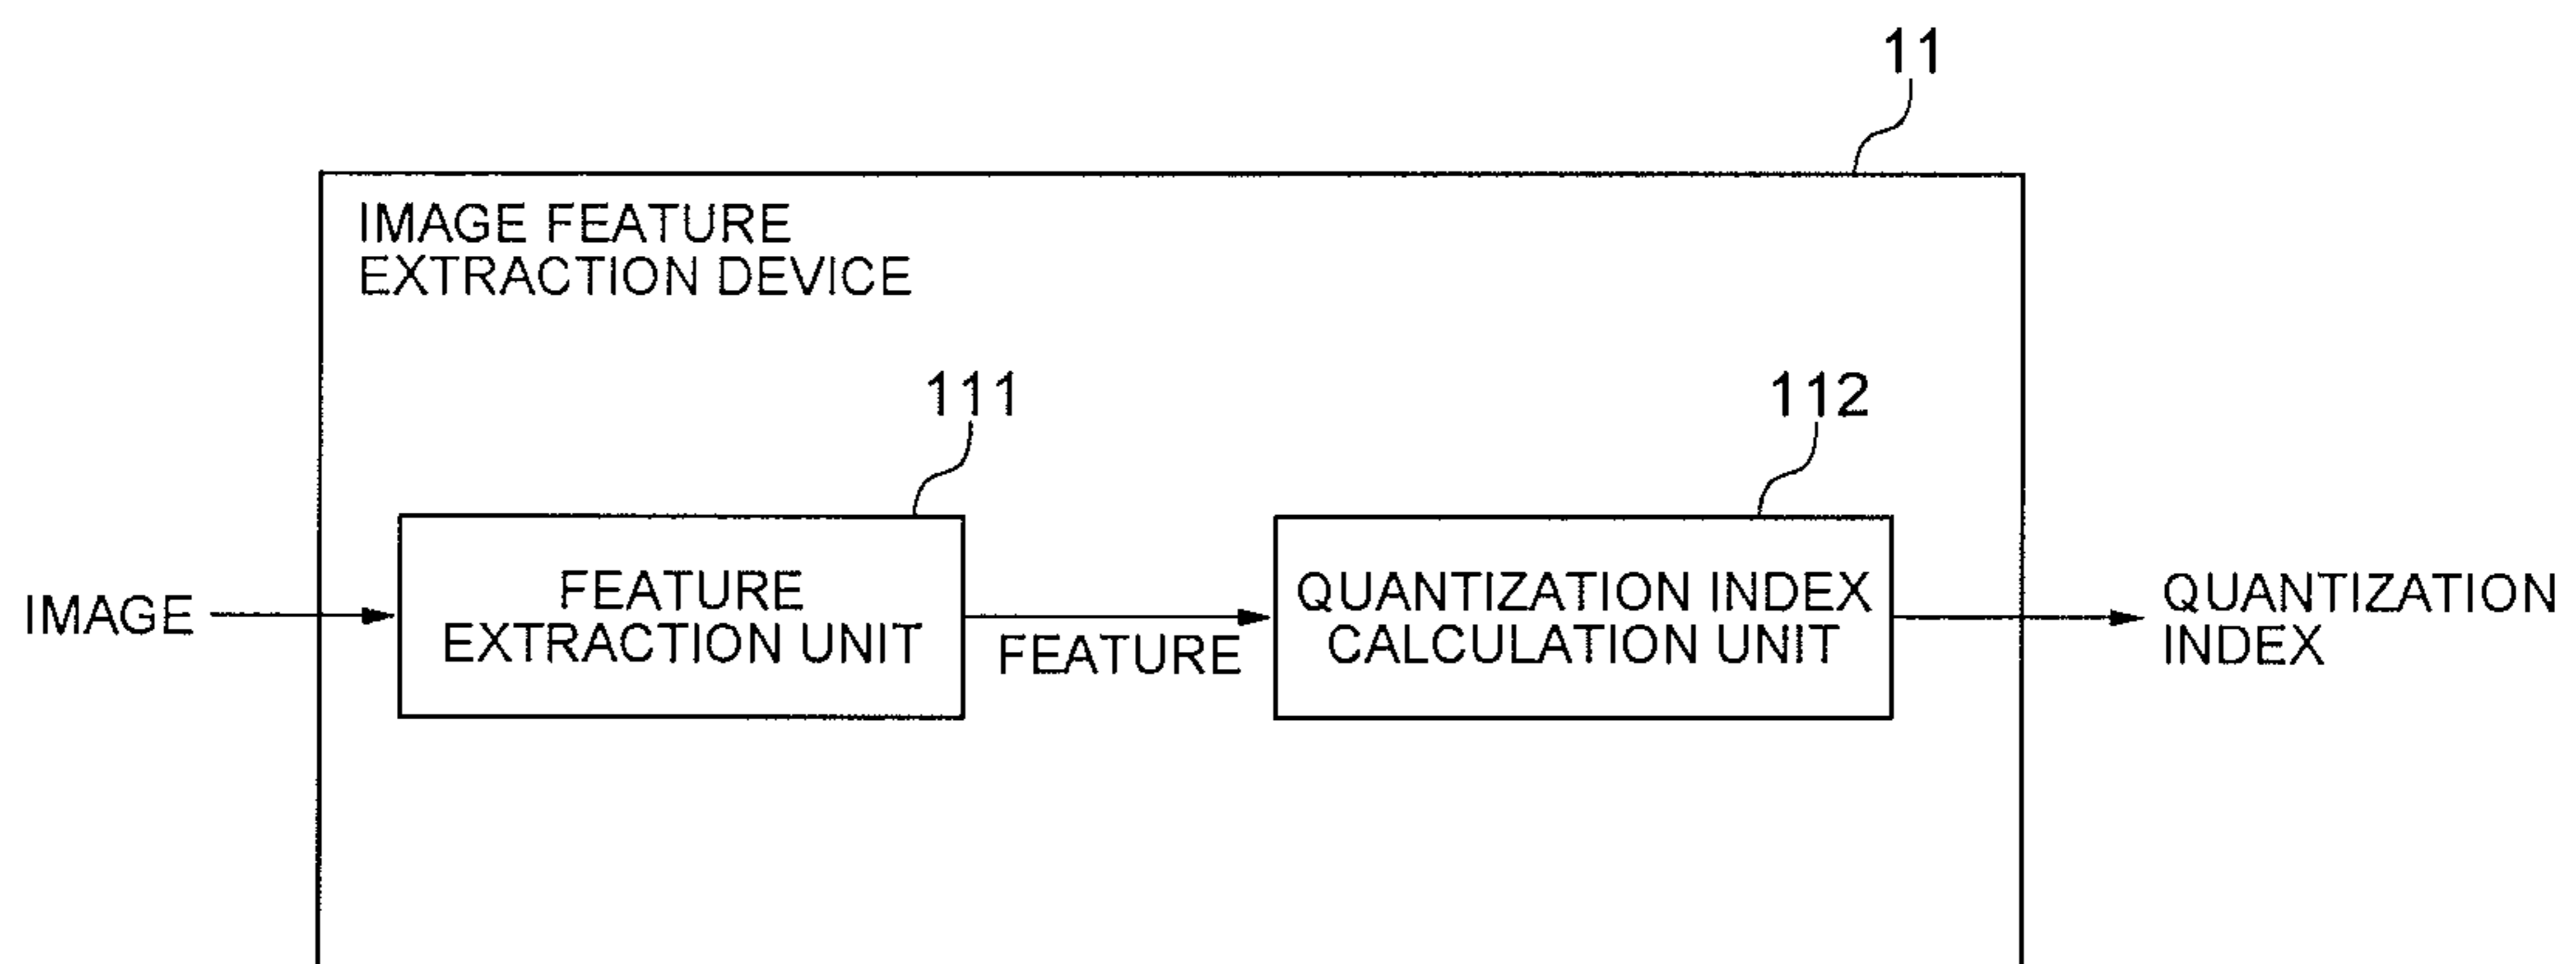 11
IMAGE FEATURE
EXTRACTION DEVICE
111
112
IMAGE
FEATURE
EXTRACTION UNIT
FEATURE
QUANTIZATION INDEX
CALCULATION UNIT
QUANTIZATION
INDEX